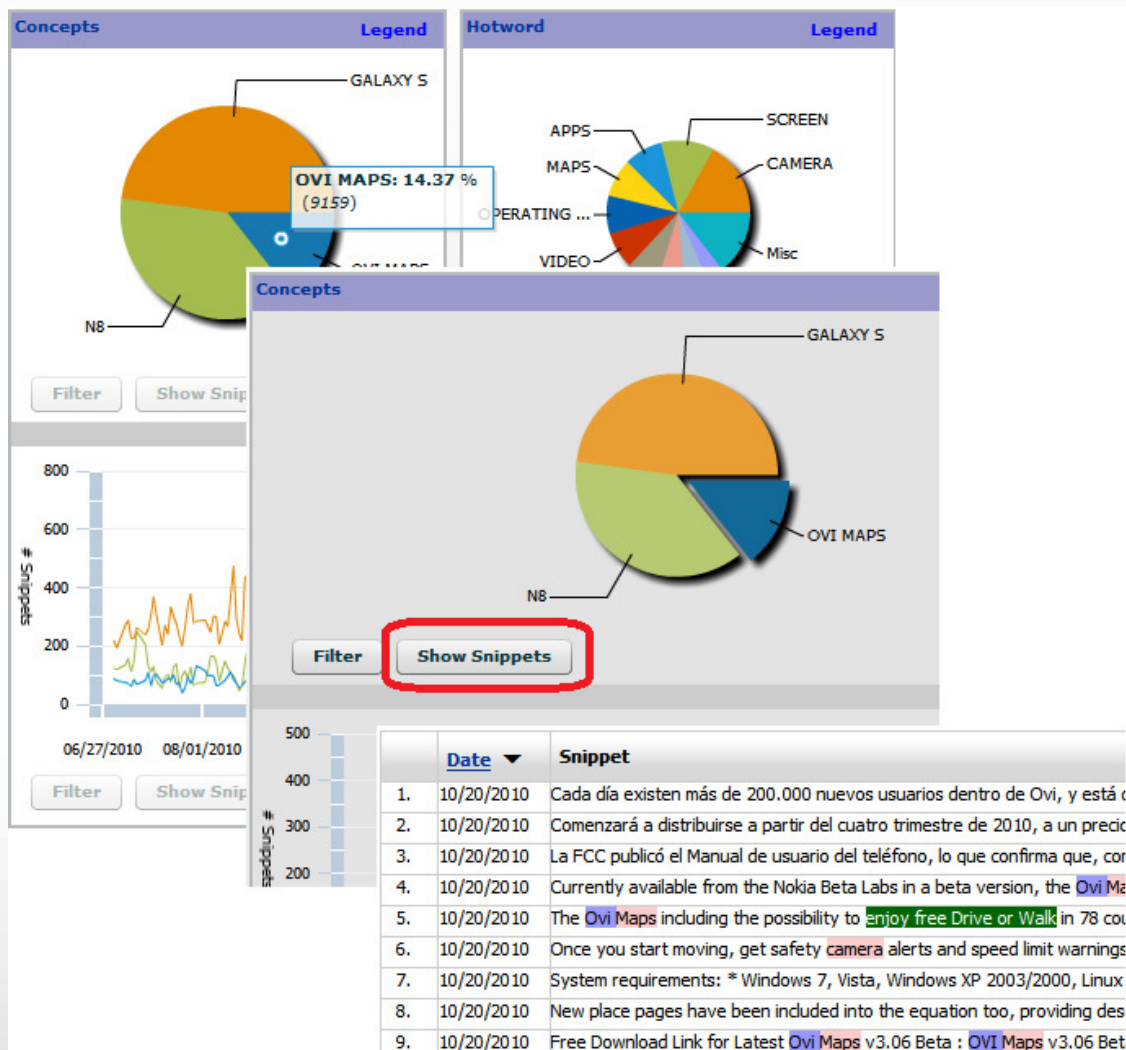 Concepts
Legend
GALAXY S
OVI MAPS: 14.37 %
(9159)
OVI MAPS
N8
Filter
Show Snip
Hotword
Legend
SCREEN
APPS
CAMERA
MAPS
OPERATING ...
VIDEO
Misc
800
600
400
200
0
# Snippets
06/27/2010 08/01/2010
Filter
Show Snip
Concepts
GALAXY S
OVI MAPS
N8
Filter
Show Snippets
500
400
300
200
# Snippets
Date ▼ Snippet
1. 10/20/2010 Cada día existen más de 200.000 nuevos usuarios dentro de Ovi, y está
2. 10/20/2010 Comenzará a distribuirse a partir del cuatro trimestre de 2010, a un precio
3. 10/20/2010 La FCC publicó el Manual de usuario del teléfono, lo que confirma que, con
4. 10/20/2010 Currently available from the Nokia Beta Labs in a beta version, the Ovi Ma
5. 10/20/2010 The Ovi Maps including the possibility to enjoy free Drive or Walk in 78 cou
6. 10/20/2010 Once you start moving, get safety camera alerts and speed limit warnings
7. 10/20/2010 System requirements: * Windows 7, Vista, Windows XP 2003/2000, Linux
8. 10/20/2010 New place pages have been included into the equation too, providing des
9. 10/20/2010 Free Download Link for Latest Ovi Maps v3.06 Beta : OVI Maps v3.06 Bet